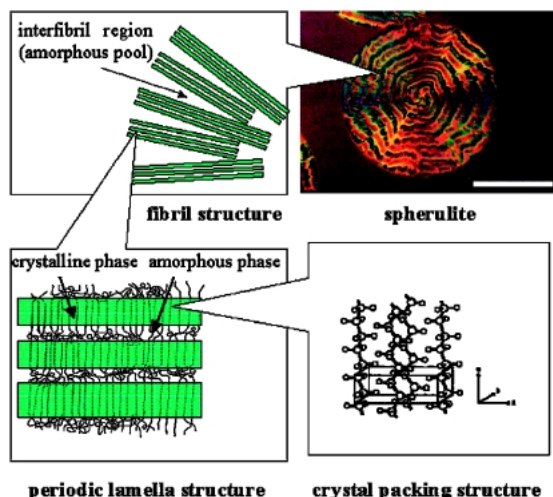 interfibril region
(amorphous pool)
fibril structure
spherulite
crystalline phase amorphous phase
periodic lamella structure
crystal packing structure